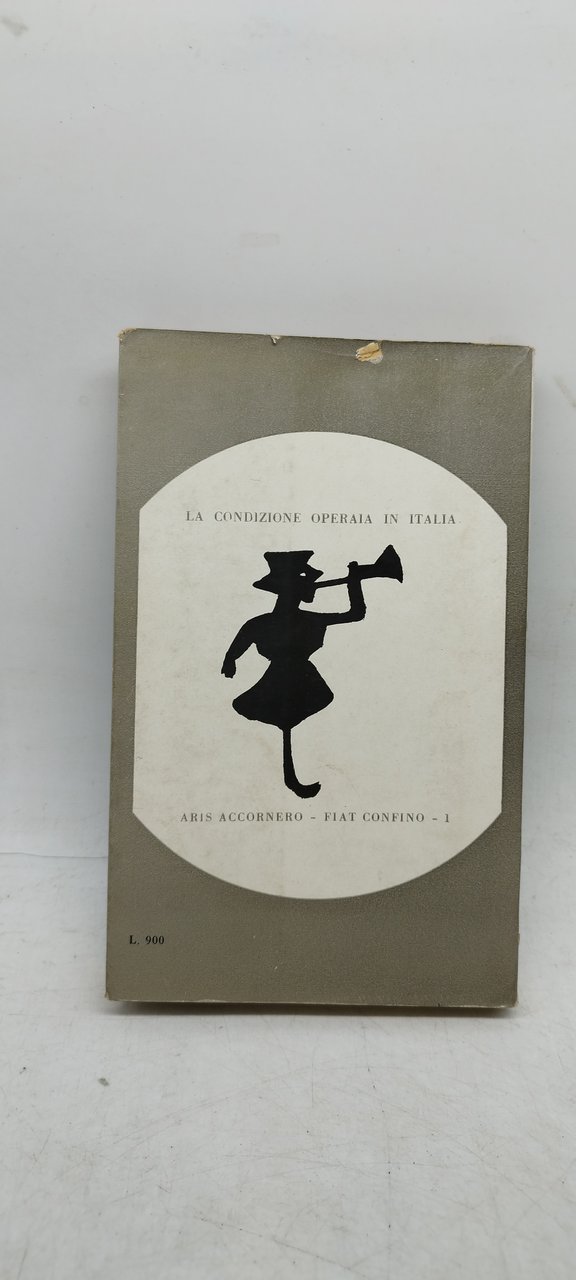 LA CONDIZIONE OPERAIA IN ITALIA
ARIS ACCORNERO - FIAT CONFINO - 1
L. 900